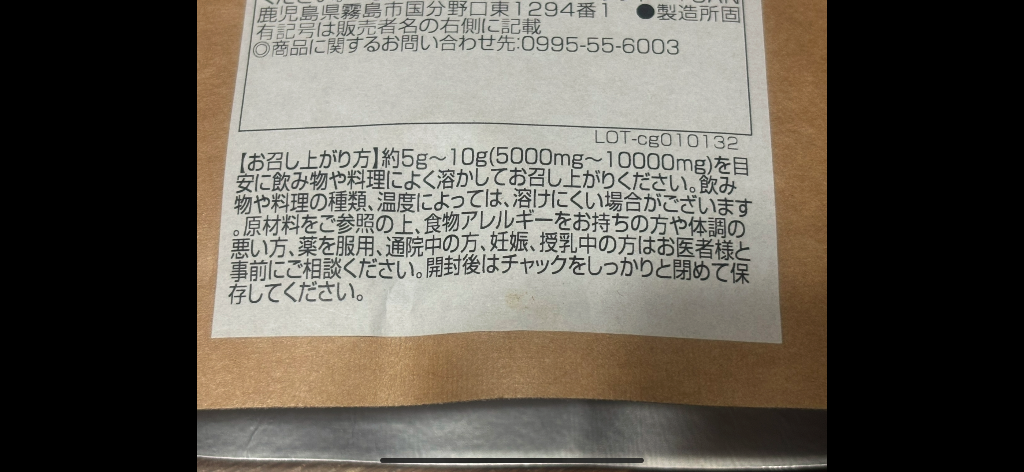 鹿児島県霧島市国分野口東1294番1 ●製造所固
有記号は販売者名の右側に記載
◎商品に関するお問い合わせ先:0995-55-6003
LOT-cg010132
【お召し上がり方】約5g～10g(5000mg～10000mg)を目
安に飲み物や料理によく溶かしてお召し上がりください。飲み
物や料理の種類、温度によっては、溶けにくい場合がございます
。原材料をご参照の上、食物アレルギーをお持ちの方や体調の
悪い方、薬を服用、通院中の方、妊娠、授乳中の方はお医者様と
事前にご相談ください。開封後はチャックをしっかりと閉めて保
存してください。